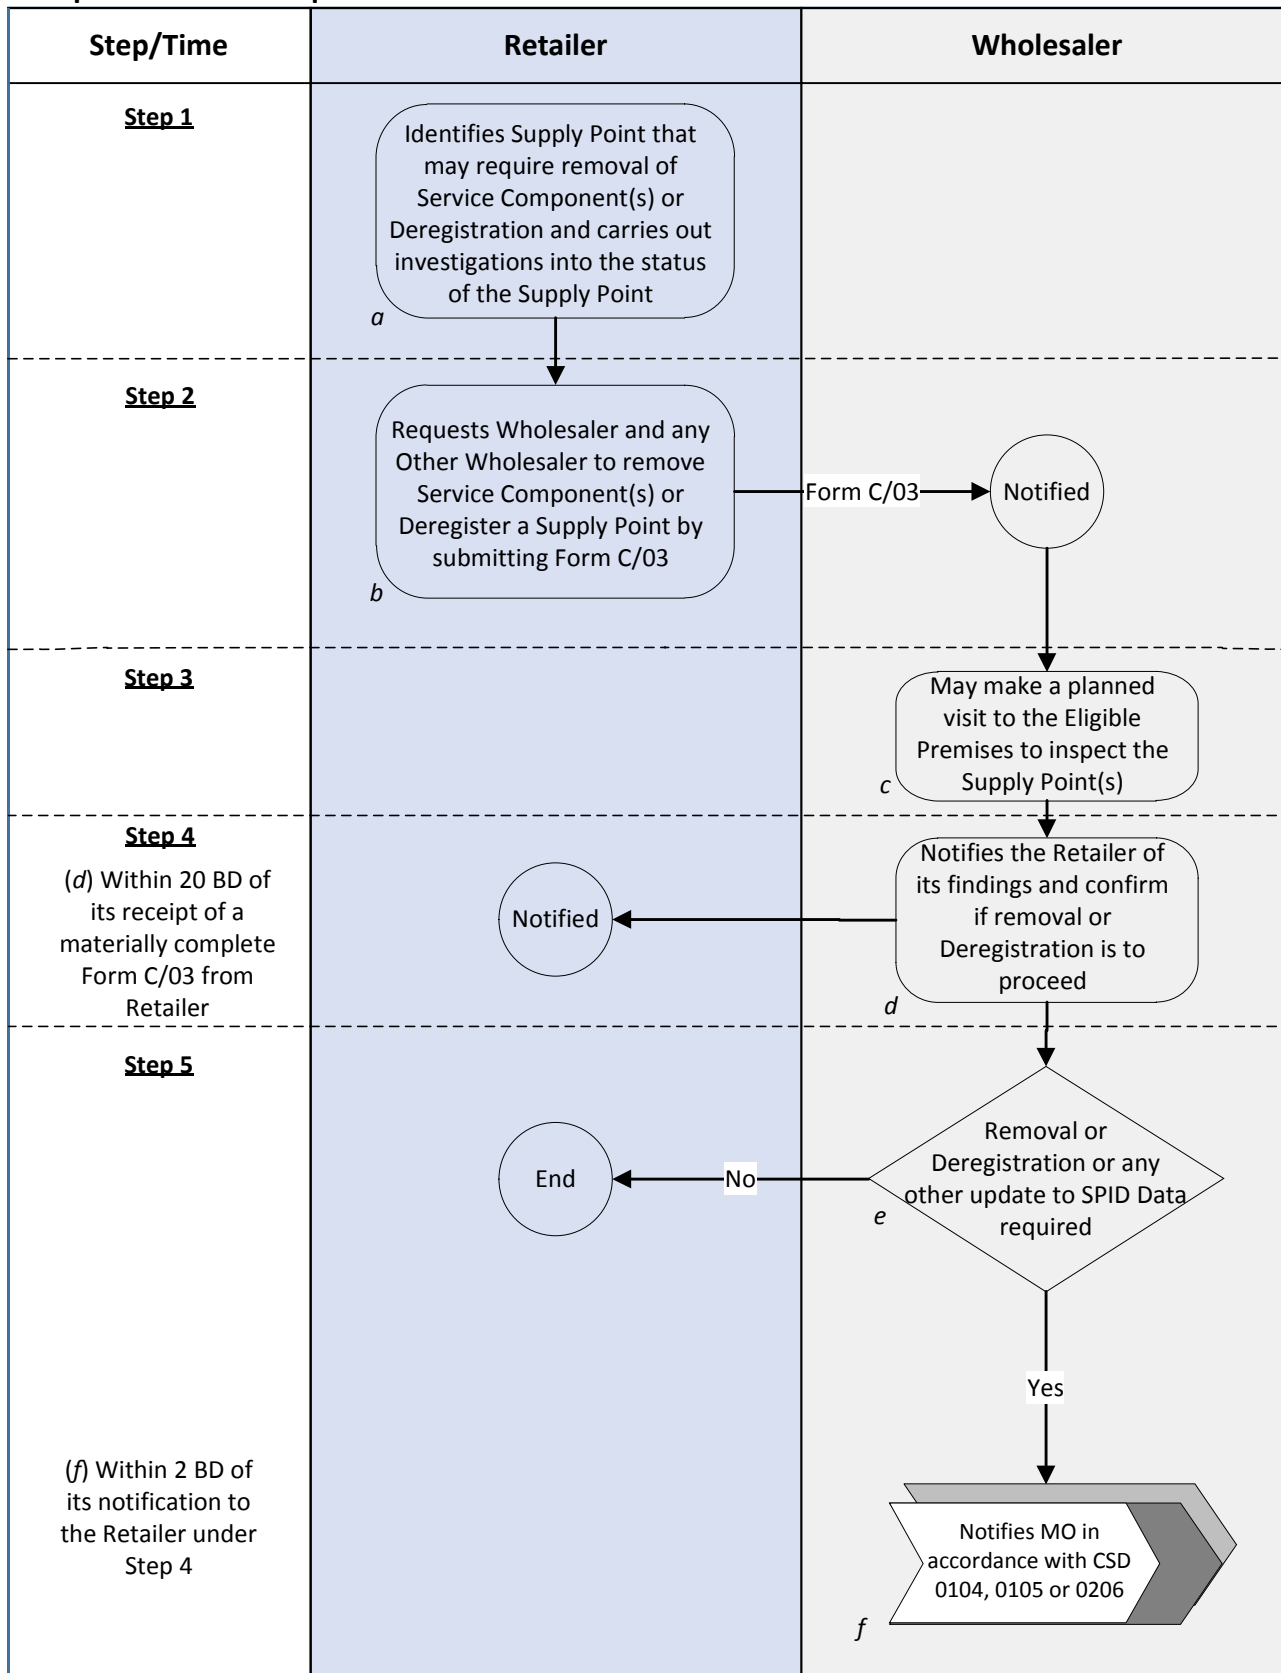 Step/Time
Retailer
Wholesaler
Step 1
Identifies Supply Point that
may require removal of
Service Component(s) or
Deregistration and carries out
investigations into the status
of the Supply Point
a
Step 2
Requests Wholesaler and any
Other Wholesaler to remove
Service Component(s) or
Deregister a Supply Point by
submitting Form C/03
b
Form C/03
Notified
Step 3
May make a planned
visit to the Eligible
Premises to inspect the
Supply Point(s)
c
Step 4
(d) Within 20 BD of
its receipt of a
materially complete
Form C/03 from
Retailer
Notified
Notifies the Retailer of
its findings and confirm
if removal or
Deregistration is to
proceed
d
Step 5
End
No
Removal or
Deregistration or any
other update to SPID Data
required
e
Yes
(f) Within 2 BD of
its notification to
the Retailer under
Step 4
Notifies MO in
accordance with CSD
0104, 0105 or 0206
f